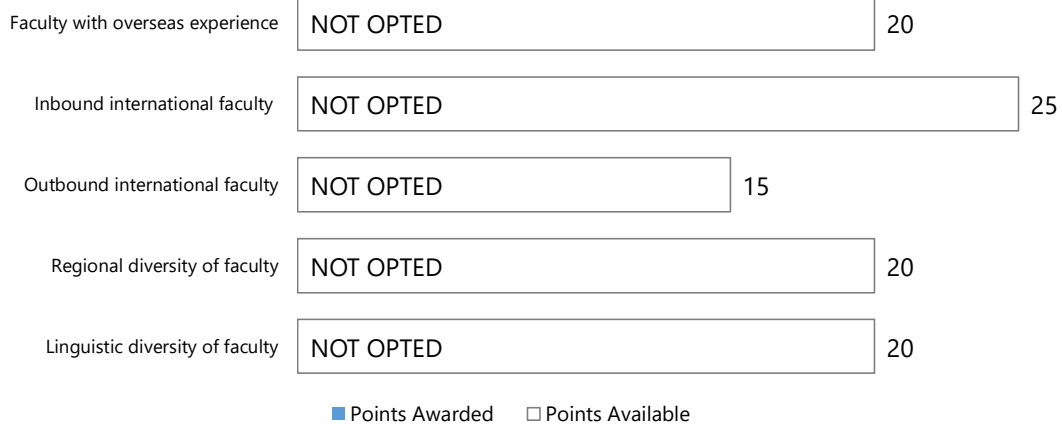 Faculty with overseas experience NOT OPTED 20
Inbound international faculty NOT OPTED 25
Outbound international faculty NOT OPTED 15
Regional diversity of faculty NOT OPTED 20
Linguistic diversity of faculty NOT OPTED 20
Points Awarded Points Available